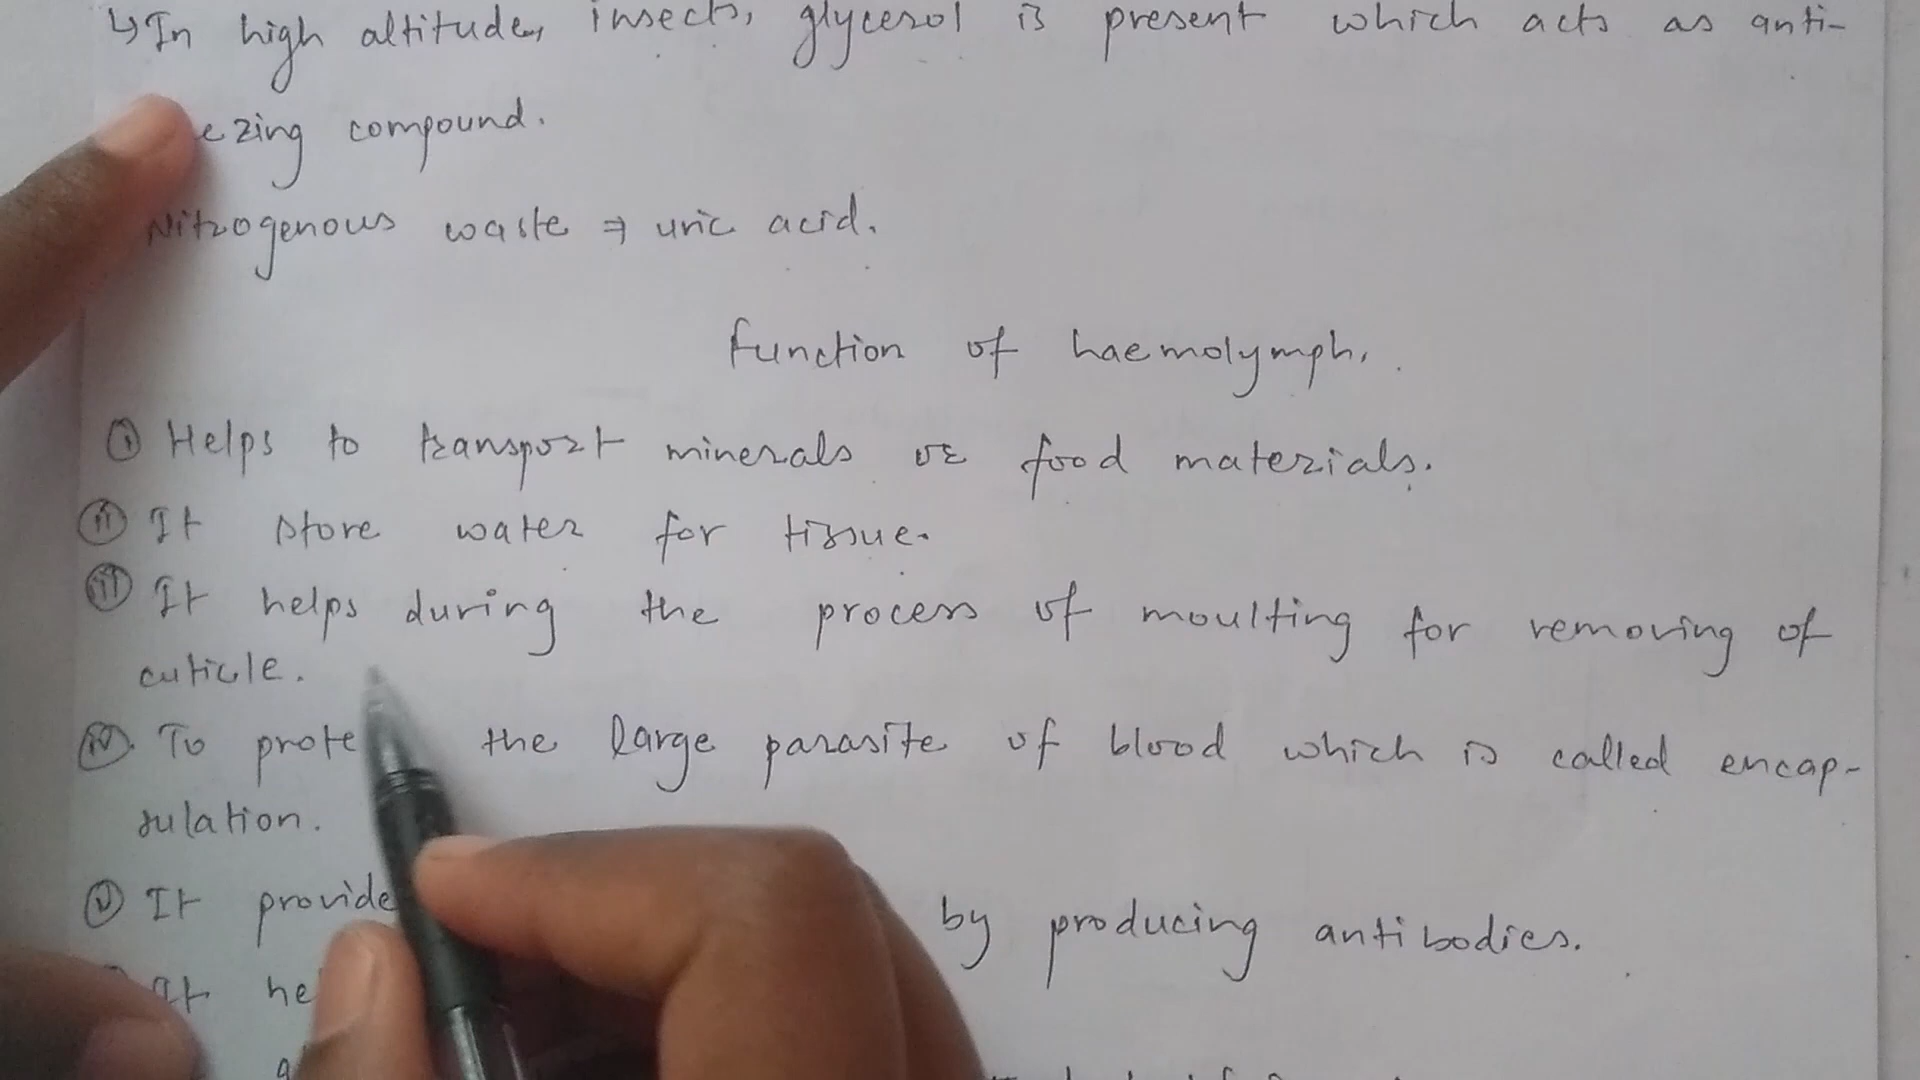 ↳ In high altitude, insects, glycerol is present which acts as anti-
ezing compound.
Nitrogenous waste ⇒ uric acid.
Function of haemolymph.
(i) Helps to transport minerals or food materials.
(ii) It store water for tissue.
(iii) It helps during the process of moulting for removing of
cuticle.
(iv). To prote the large parasite of blood which is called encap-
sulation.
(v) It provide by producing antibodies.
It he